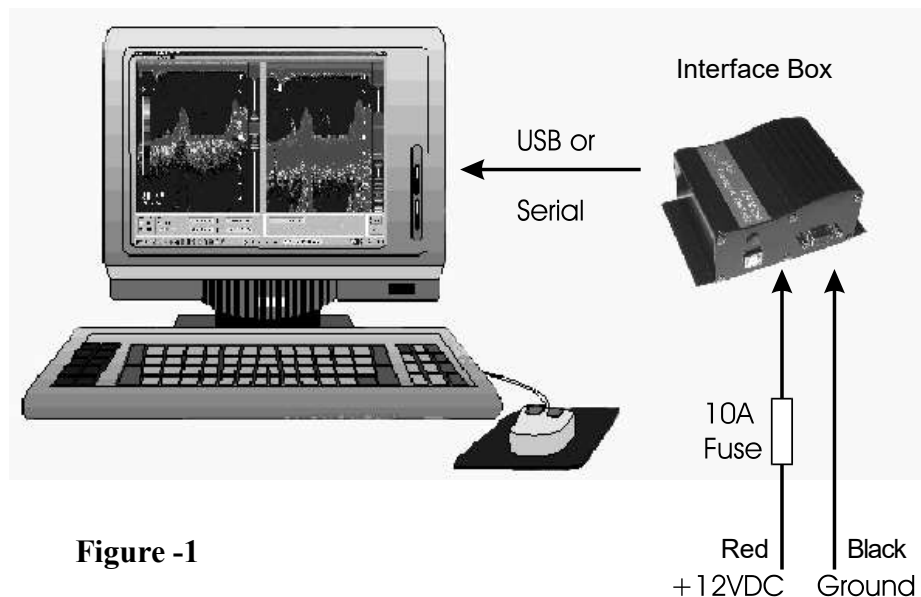 Interface Box
USB or
Serial
10A
Fuse
Figure -1
Red
Black
+12VDC
Ground